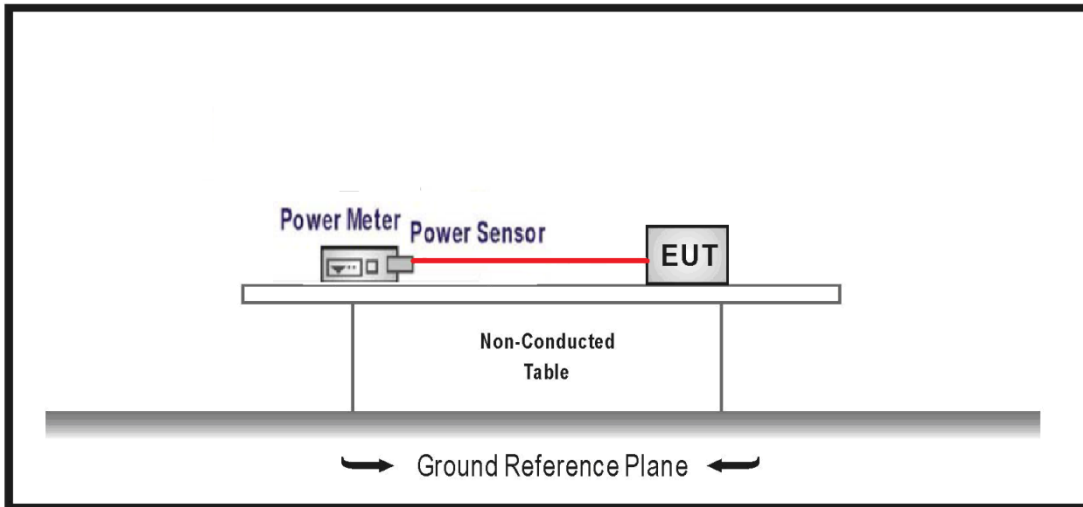 Power Meter
Power Sensor
EUT
Non-Conducted
Table
Ground Reference Plane